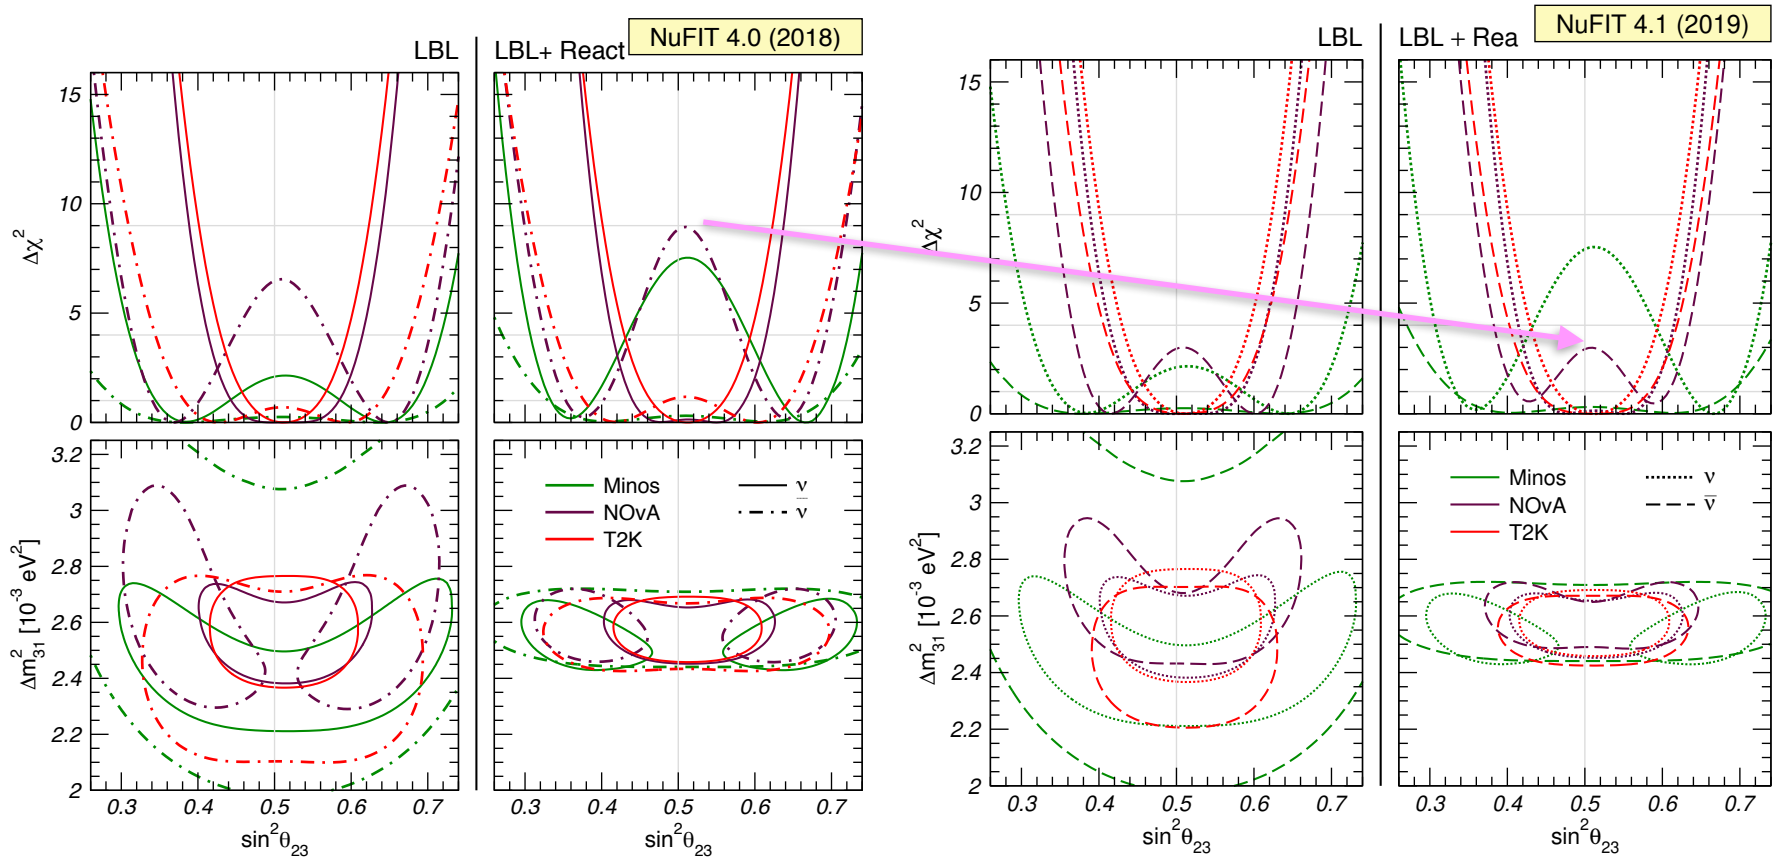 NuFIT 4.0 (2018)
LBL
LBL+ React
15
10
5
0
Δχ²
3.2
3
2.8
2.6
2.4
2.2
2
Δm²₃₁ [10⁻³ eV²]
Minos
NOvA
T2K
ν
ν̅
0.3 0.4 0.5 0.6 0.7
sin²θ₂₃
0.3 0.4 0.5 0.6 0.7
sin²θ₂₃
NuFIT 4.1 (2019)
LBL
LBL + Rea
15
10
5
0
Δχ²
3.2
3
2.8
2.6
2.4
2.2
2
Δm²₃₁ [10⁻³ eV²]
Minos
NOvA
T2K
ν
ν̅
0.3 0.4 0.5 0.6 0.7
sin²θ₂₃
0.3 0.4 0.5 0.6 0.7
sin²θ₂₃